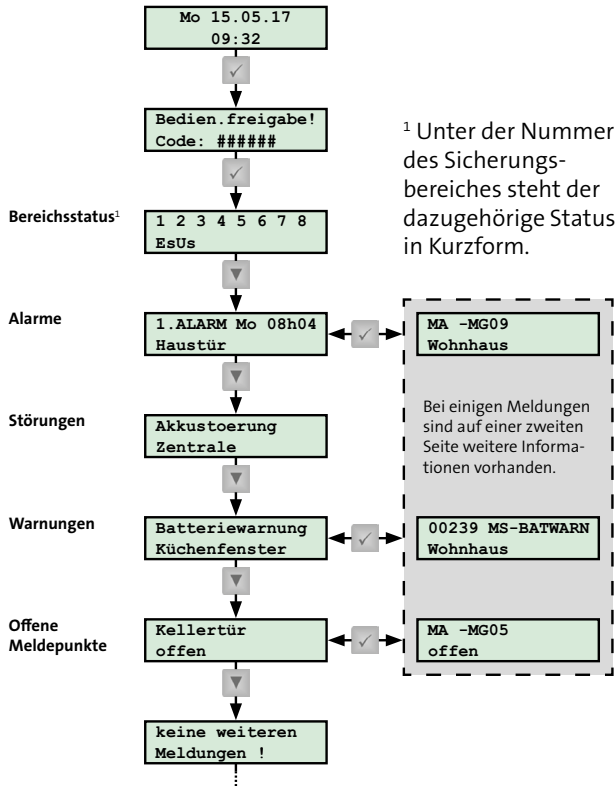 Mo 15.05.17
09:32
Bedien.freigabe!
Code: ######
¹ Unter der Nummer
des Sicherungs-
bereiches steht der
dazugehörige Status
in Kurzform.
Bereichsstatus¹
1 2 3 4 5 6 7 8
EsUs
Alarme
1.ALARM Mo 08h04
Haustür
MA -MG09
Wohnhaus
Bei einigen Meldungen
sind auf einer zweiten
Seite weitere Informa-
tionen vorhanden.
Störungen
Akkustoerung
Zentrale
Warnungen
Batteriewarnung
Küchenfenster
00239 MS-BATWARN
Wohnhaus
Offene
Meldepunkte
Kellertür
offen
MA -MG05
offen
keine weiteren
Meldungen !